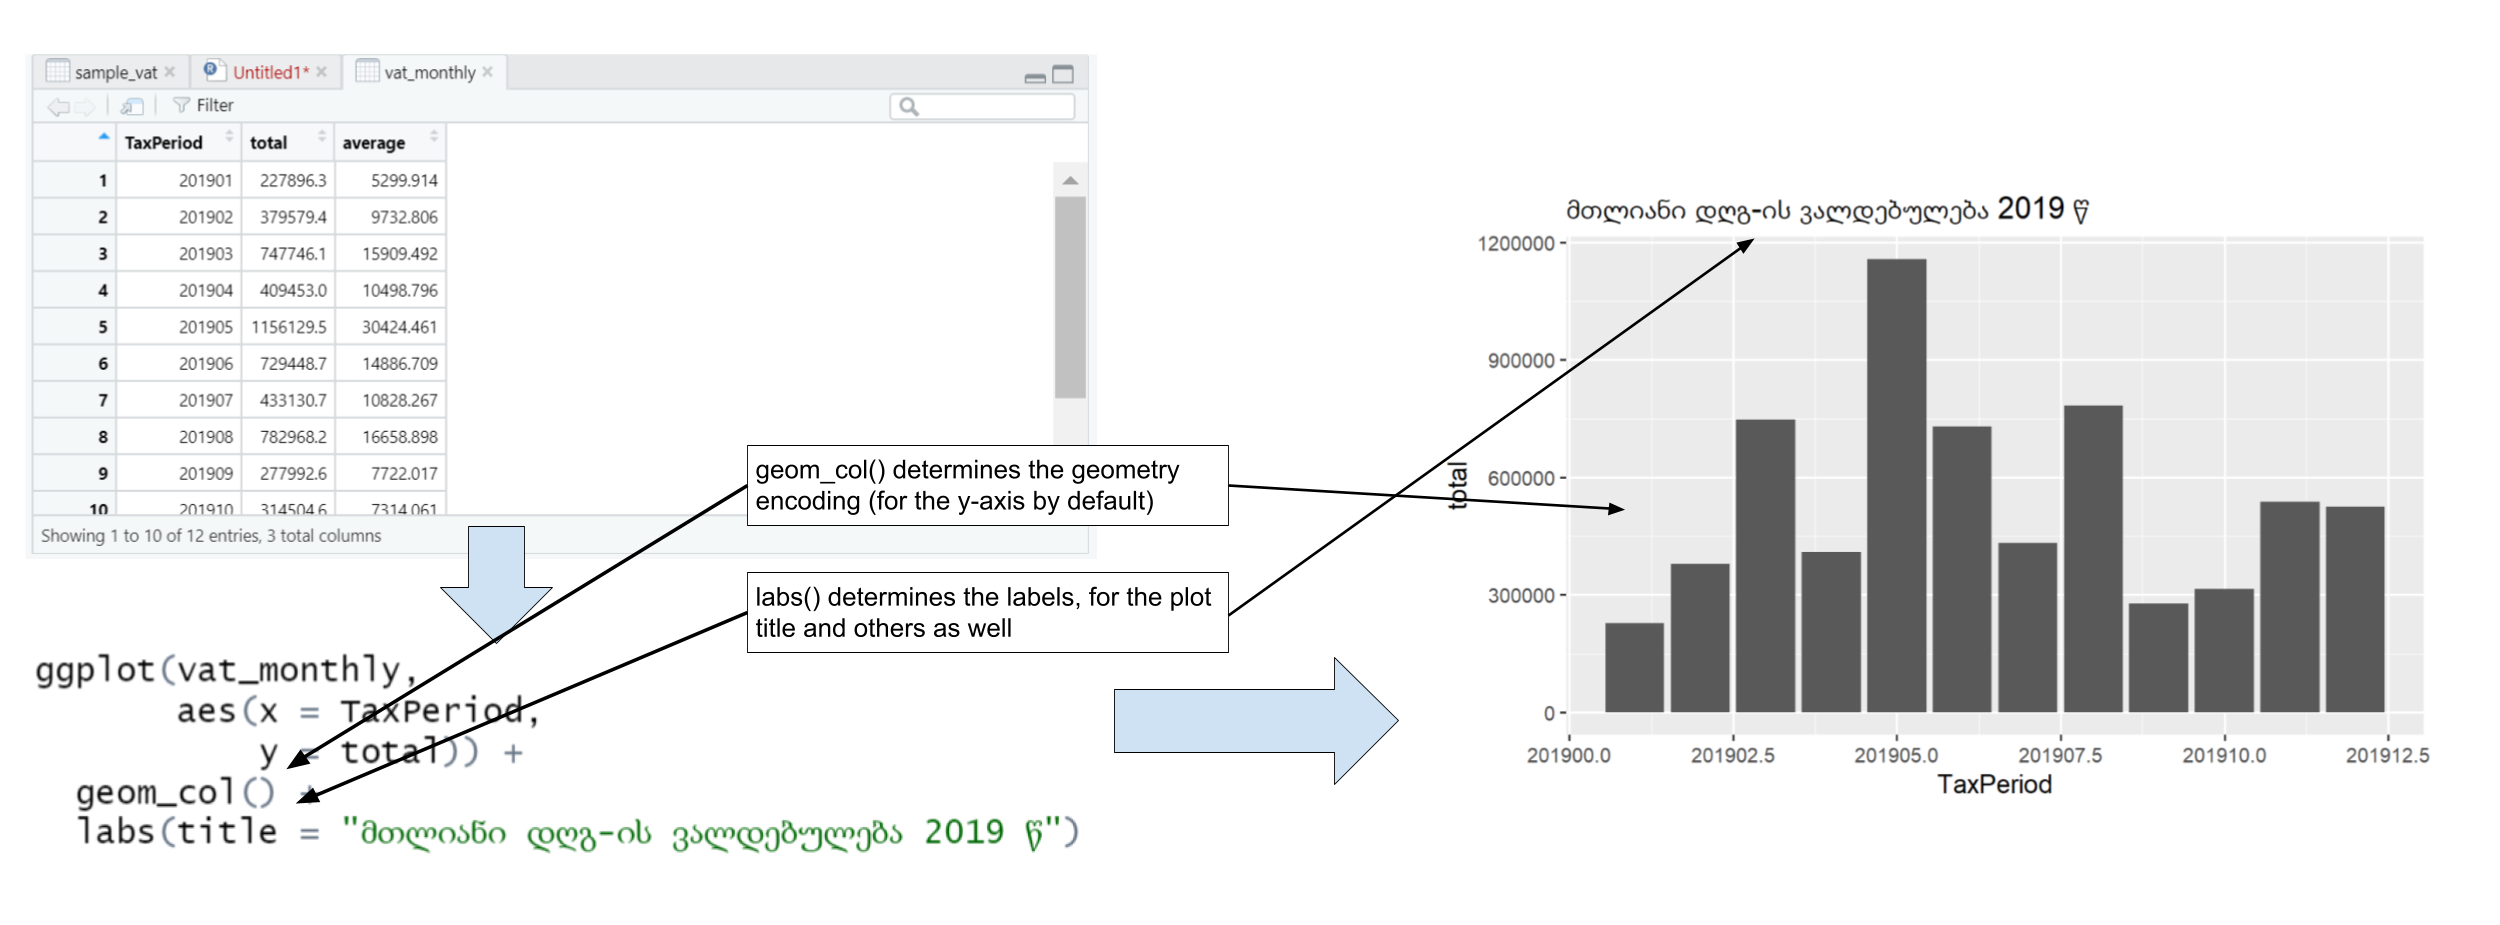 sample_vat
Untitled1*
vat_monthly
Filter
TaxPeriod total average
1 201901 227896.3 5299.914
2 201902 379579.4 9732.806
3 201903 747746.1 15909.492
4 201904 409453.0 10498.796
5 201905 1156129.5 30424.461
6 201906 729448.7 14886.709
7 201907 433130.7 10828.267
8 201908 782968.2 16658.898
9 201909 277992.6 7722.017
10 201910 314504.6 7314.061
Showing 1 to 10 of 12 entries, 3 total columns
geom_col() determines the geometry
encoding (for the y-axis by default)
labs() determines the labels, for the plot
title and others as well
ggplot(vat_monthly,
aes(x = TaxPeriod,
y = total)) +
geom_col() +
labs(title = "მთლიანი დღგ-ის ვალდებულება 2019 წ")
მთლიანი დღგ-ის ვალდებულება 2019 წ
1200000
900000
600000
300000
0
total
201900.0 201902.5 201905.0 201907.5 201910.0 201912.5
TaxPeriod